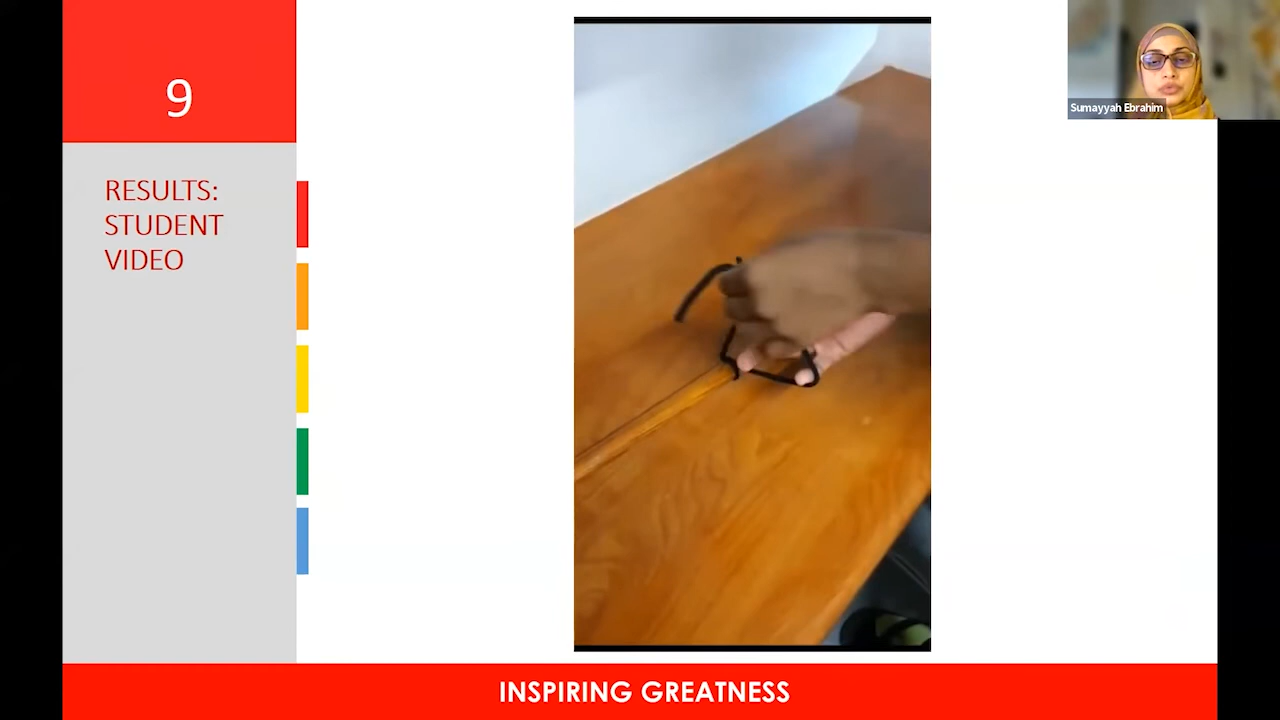 9
RESULTS:
STUDENT
VIDEO
Sumayyah Ebrahim
INSPIRING GREATNESS